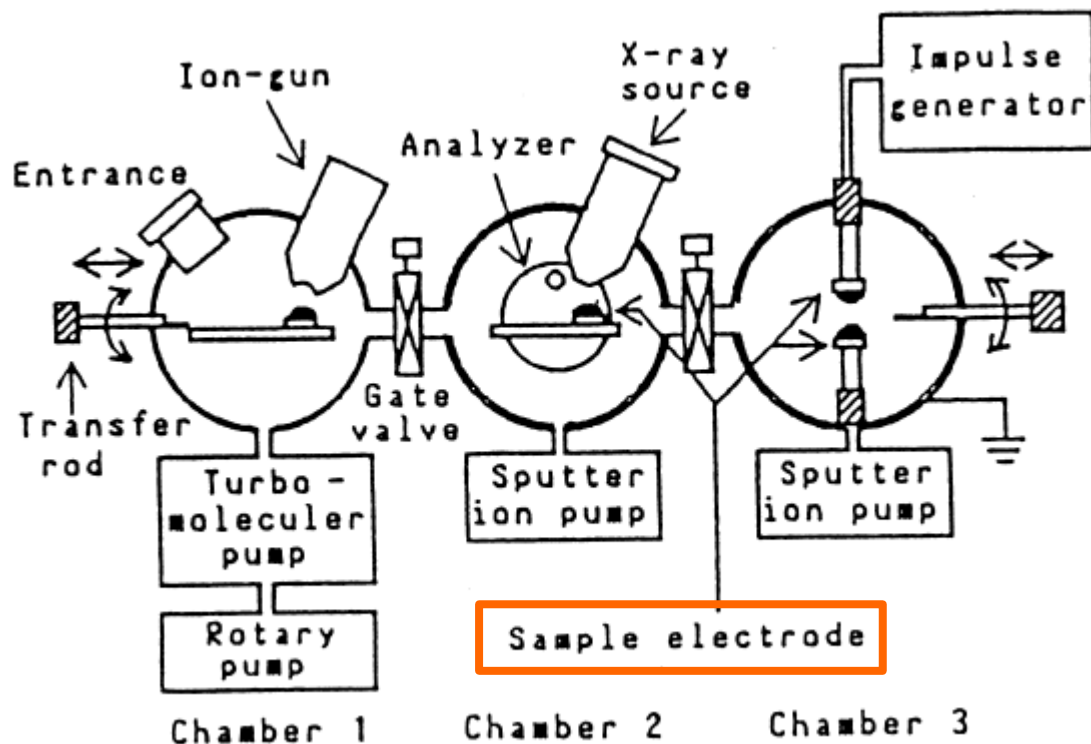 Ion-gun
X-ray
source
Impulse
generator
Analyzer
Entrance
Gate
valve
Transfer
rod
Turbo-
moleculer
pump
Sputter
ion pump
Sputter
ion pump
Rotary
pump
Sample electrode
Chamber 1
Chamber 2
Chamber 3